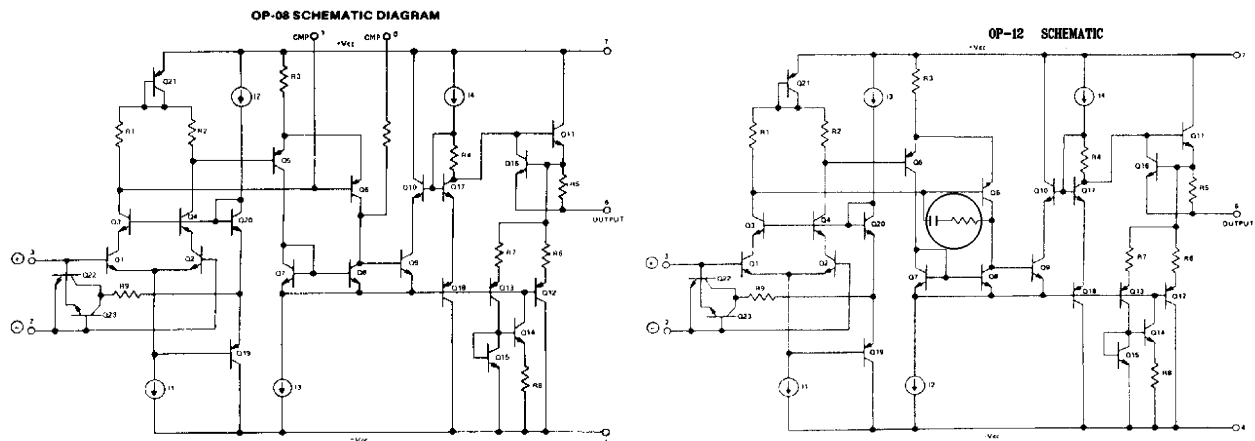 OP-08 SCHEMATIC DIAGRAM
CMP
+Vcc
CMP
8
7
R3
Q21
I2
I4
R1
R2
Q11
Q5
R4
Q16
Q6
Q10
Q17
R5
Q3
Q4
Q20
6
OUTPUT
3
Q1
Q2
R7
R6
Q9
Q7
Q8
Q22
R9
Q18
Q13
Q12
2
Q23
Q14
Q19
Q15
I1
I3
R8
OP-12 SCHEMATIC
+Vcc
7
R3
Q21
I3
I4
R1
R2
Q11
R4
Q16
Q10
Q17
R5
Q3
Q4
Q20
6
OUTPUT
3
Q1
Q2
R7
R6
Q9
Q7
Q8
Q22
R9
Q18
Q13
Q12
2
Q23
Q14
Q19
Q15
I1
I2
R8
-Vcc
4